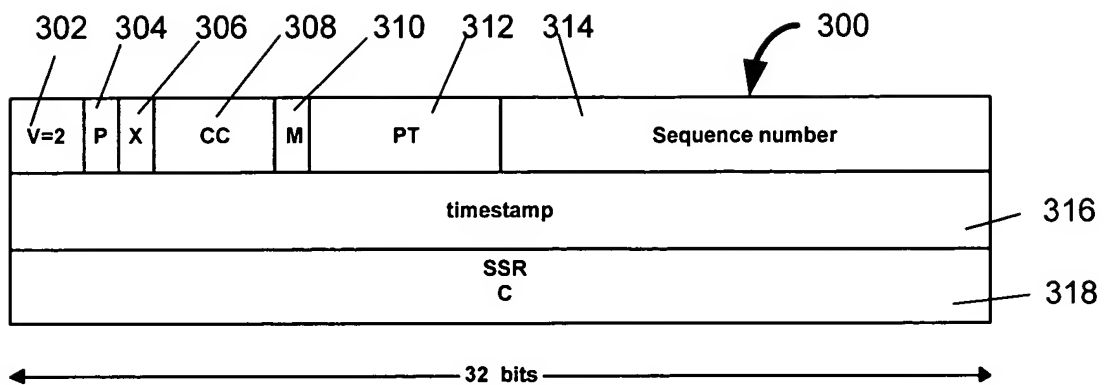 302 304 306 308 310 312 314 300
V=2 P X CC M PT Sequence number
timestamp
316
SSR
C
318
32 bits